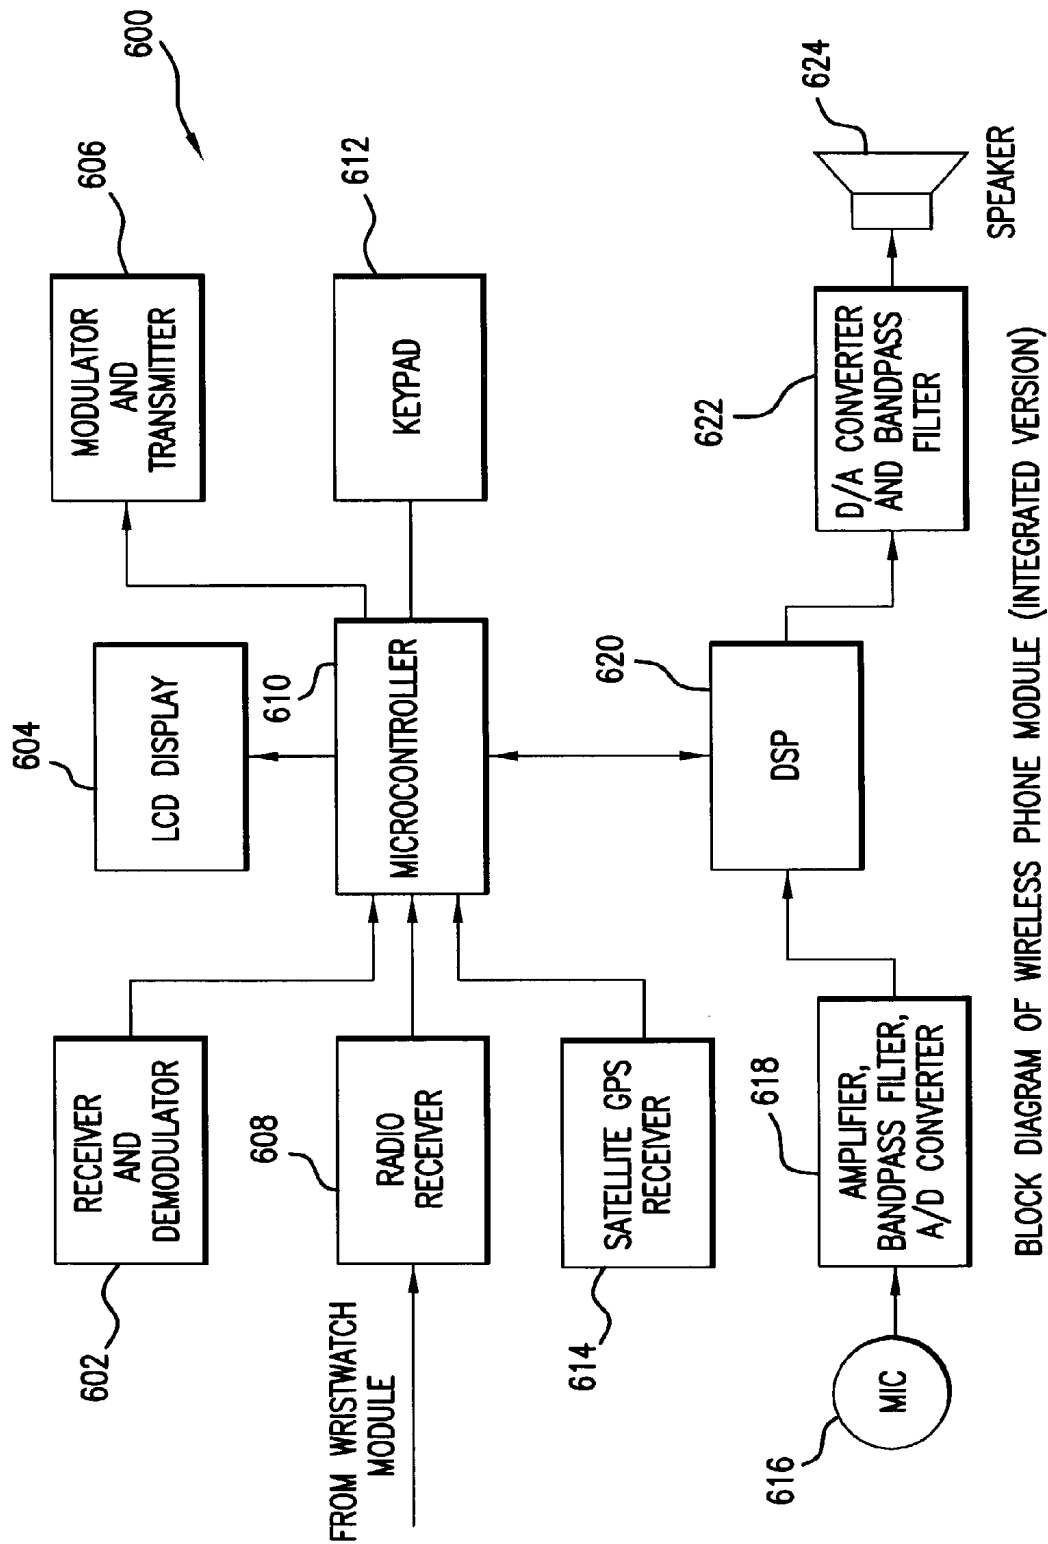 600
602
RECEIVER
AND
DEMODULATOR
604
LCD DISPLAY
606
MODULATOR
AND
TRANSMITTER
FROM WRISTWATCH
MODULE
608
RADIO
RECEIVER
610
MICROCONTROLLER
612
KEYPAD
614
SATELLITE GPS
RECEIVER
616
MIC
618
AMPLIFIER,
BANDPASS FILTER,
A/D CONVERTER
620
DSP
622
D/A CONVERTER
AND BANDPASS
FILTER
624
SPEAKER
BLOCK DIAGRAM OF WIRELESS PHONE MODULE (INTEGRATED VERSION)